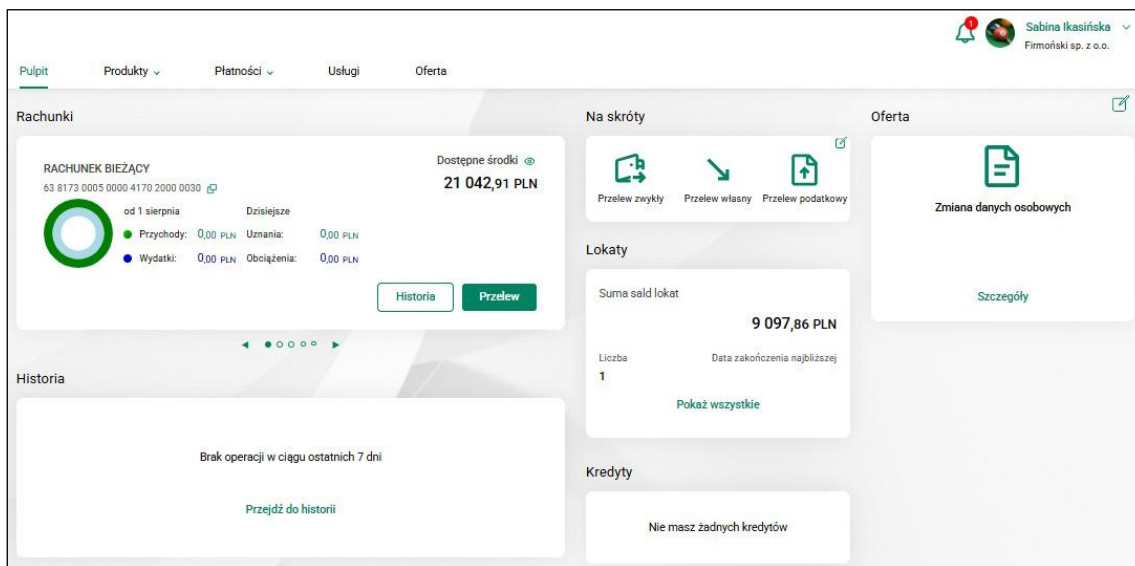 1
Sabina Ikasińska
Firmoński sp. z o.o.
Pulpit Produkty Płatności Usługi Oferta
Rachunki
RACHUNEK BIEŻĄCY
63 8173 0005 0000 4170 2000 0030
Dostępne środki
21 042,91 PLN
od 1 sierpnia Dzisiejsze
Przychody: 0,00 PLN Uznania: 0,00 PLN
Wydatki: 0,00 PLN Obciążenia: 0,00 PLN
Historia Przelew
Historia
Brak operacji w ciągu ostatnich 7 dni
Przejdź do historii
Na skróty
Przelew zwykły Przelew własny Przelew podatkowy
Lokaty
Suma sald lokat
9 097,86 PLN
Liczba Data zakończenia najbliższej
1
Pokaż wszystkie
Kredyty
Nie masz żadnych kredytów
Oferta
Zmiana danych osobowych
Szczegóły